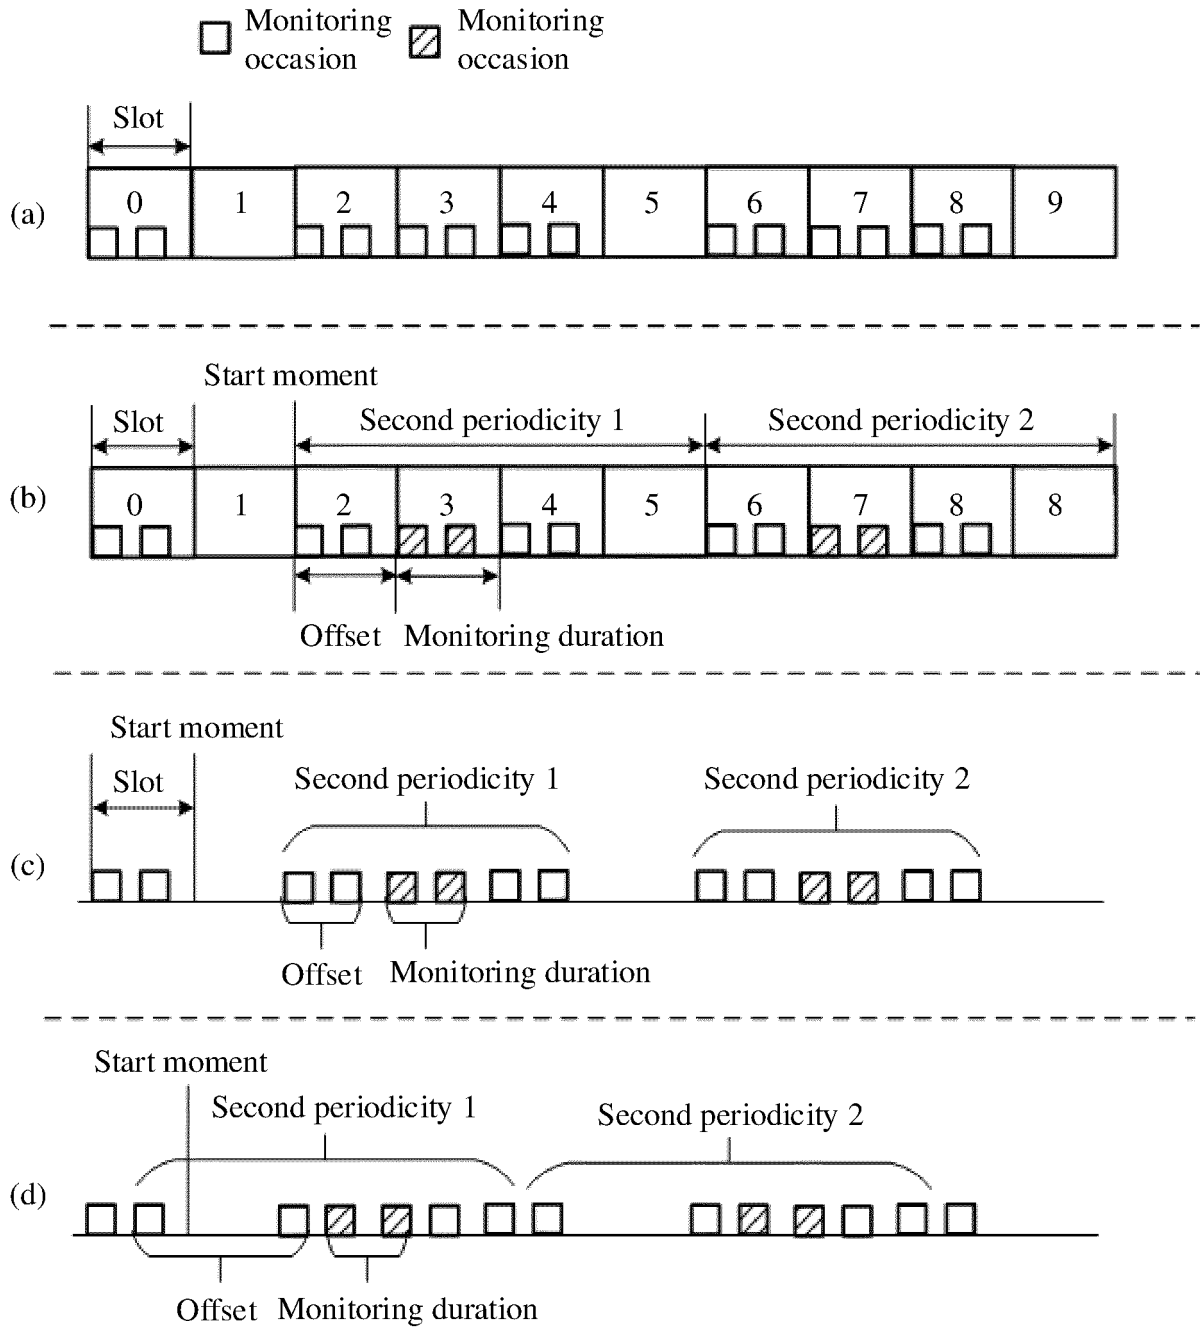 Monitoring occasion
Monitoring occasion
Slot
(a)
0 1 2 3 4 5 6 7 8 9
Start moment
Slot
Second periodicity 1
Second periodicity 2
(b)
0 1 2 3 4 5 6 7 8 8
Offset
Monitoring duration
Start moment
Slot
Second periodicity 1
Second periodicity 2
(c)
Offset
Monitoring duration
Start moment
Second periodicity 1
Second periodicity 2
(d)
Offset
Monitoring duration